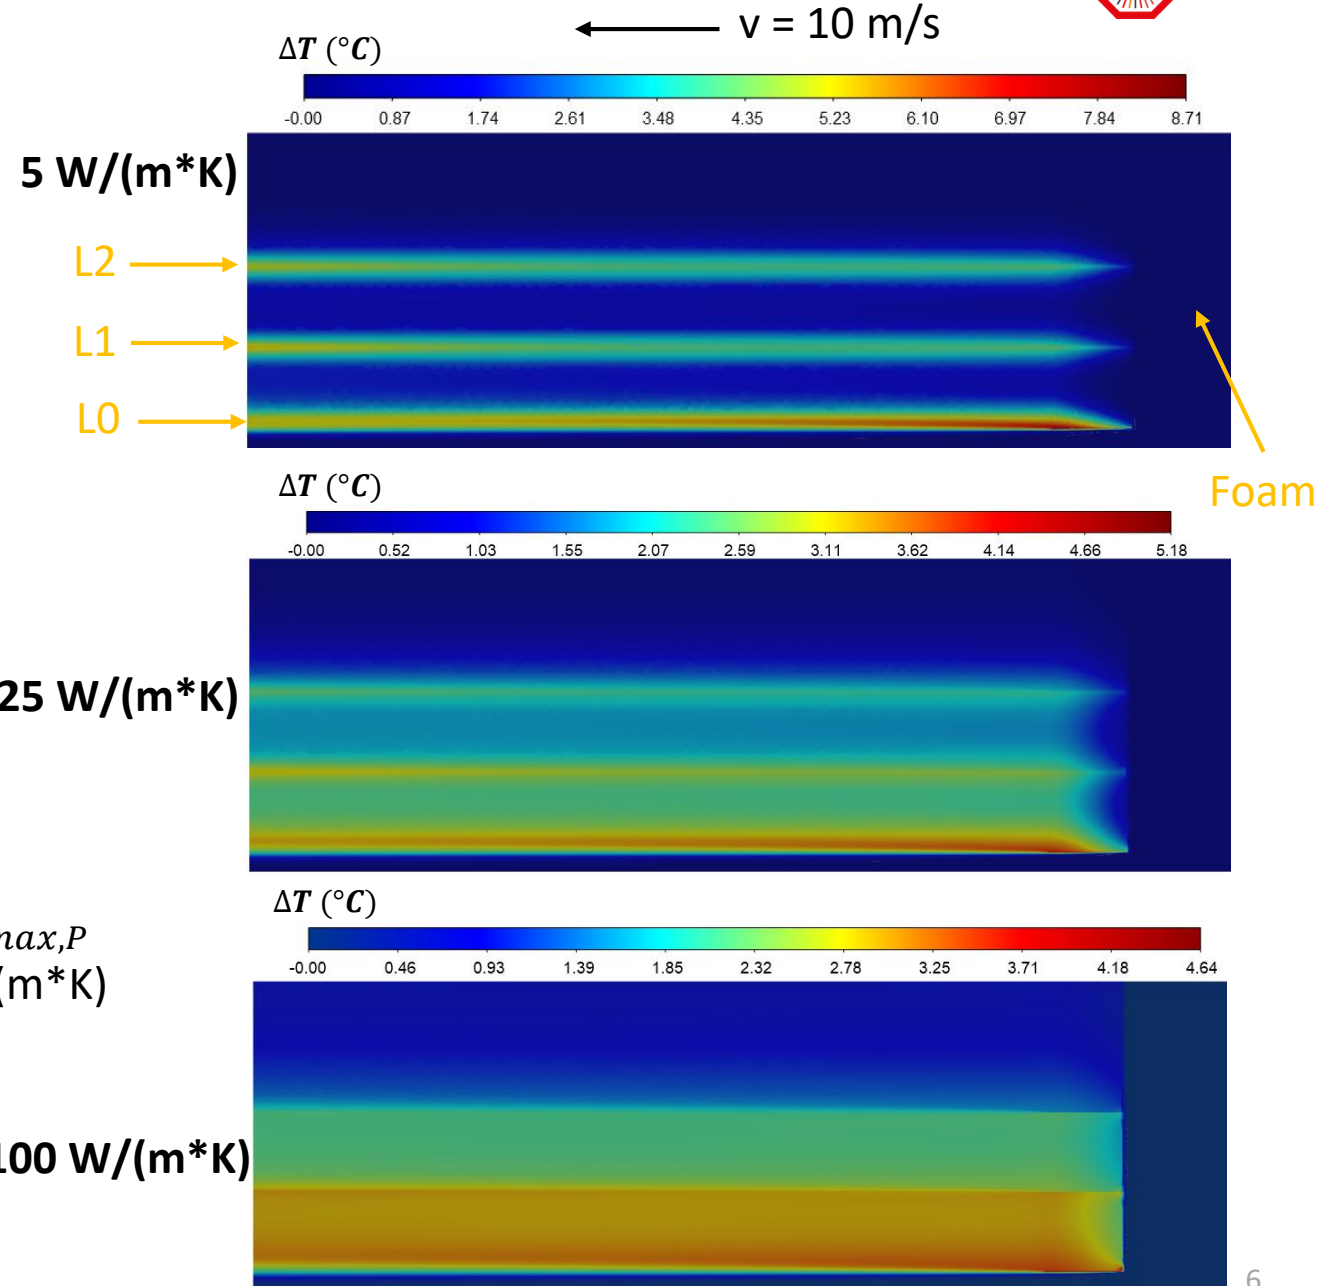 v = 10 m/s
ΔT (°C)
-0.00 0.87 1.74 2.61 3.48 4.35 5.23 6.10 6.97 7.84 8.71
5 W/(m*K)
L2
L1
L0
Foam
ΔT (°C)
-0.00 0.52 1.03 1.55 2.07 2.59 3.11 3.62 4.14 4.66 5.18
25 W/(m*K)
ΔT (°C)
-0.00 0.46 0.93 1.39 1.85 2.32 2.78 3.25 3.71 4.18 4.64
max,P
(m*K)
100 W/(m*K)
6